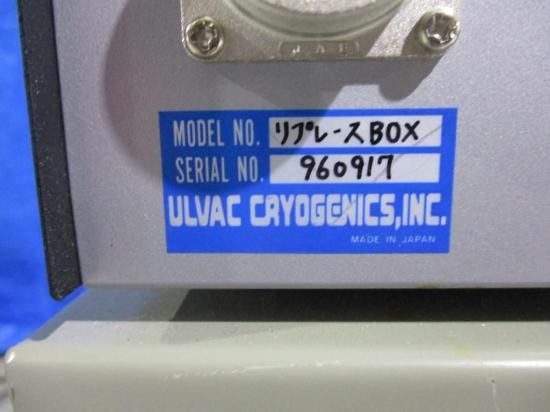 JAE
MODEL NO. リプレースBOX
SERIAL NO. 960917
ULVAC CRYOGENICS,INC.
MADE IN JAPAN